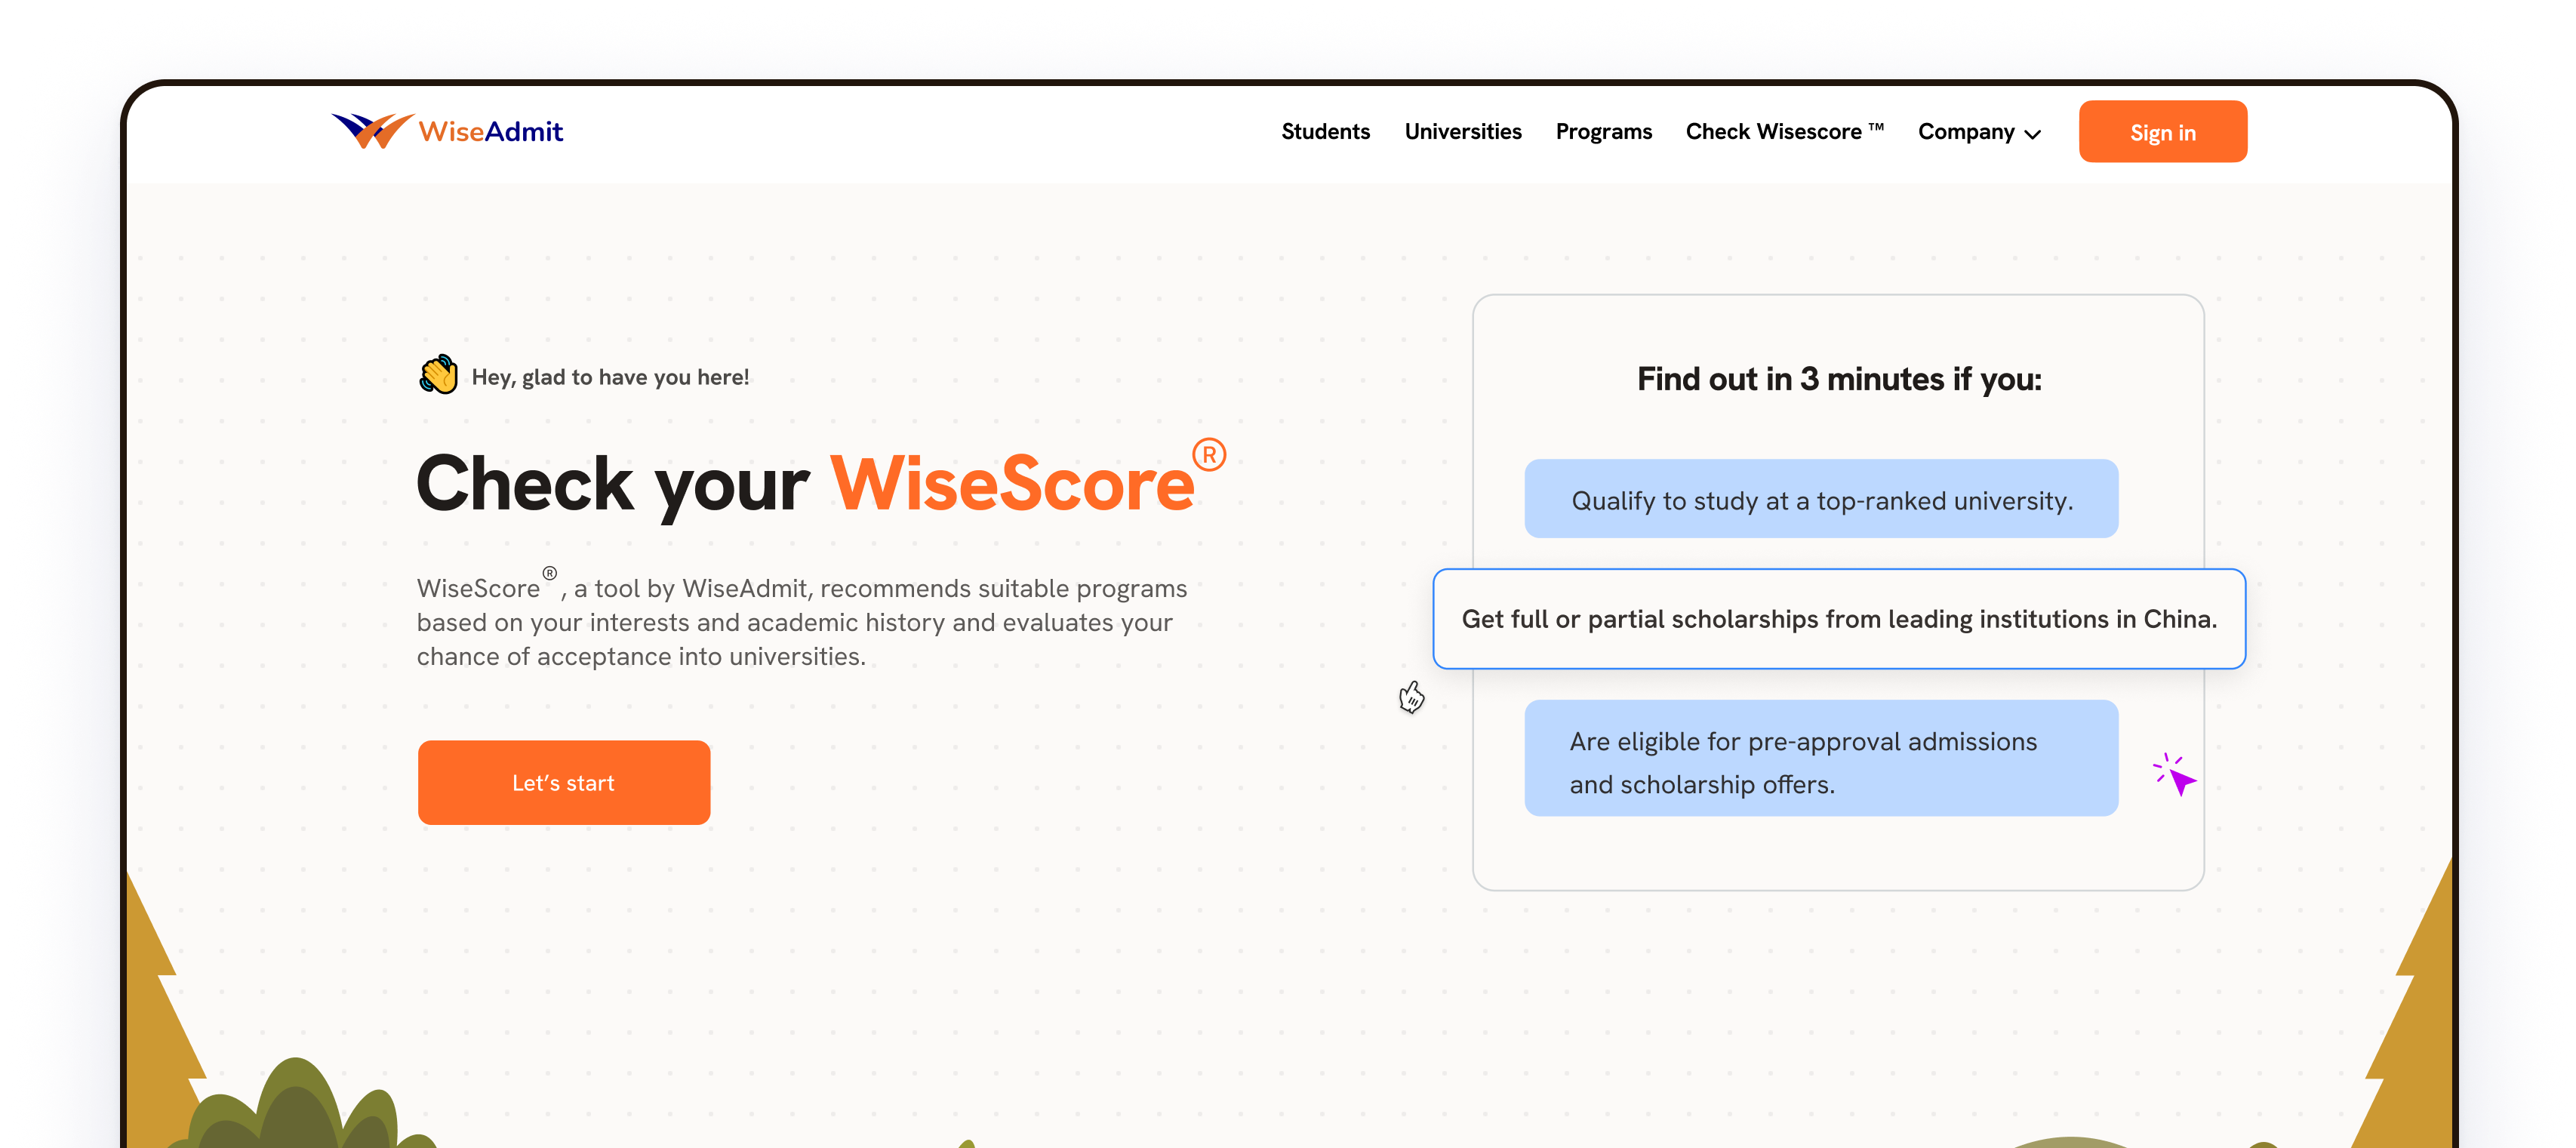 WiseAdmit
Students Universities Programs Check Wisescore ™ Company Sign in
Hey, glad to have you here!
Check your WiseScore®
WiseScore® , a tool by WiseAdmit, recommends suitable programs
based on your interests and academic history and evaluates your
chance of acceptance into universities.
Let’s start
Find out in 3 minutes if you:
Qualify to study at a top-ranked university.
Get full or partial scholarships from leading institutions in China.
Are eligible for pre-approval admissions
and scholarship offers.